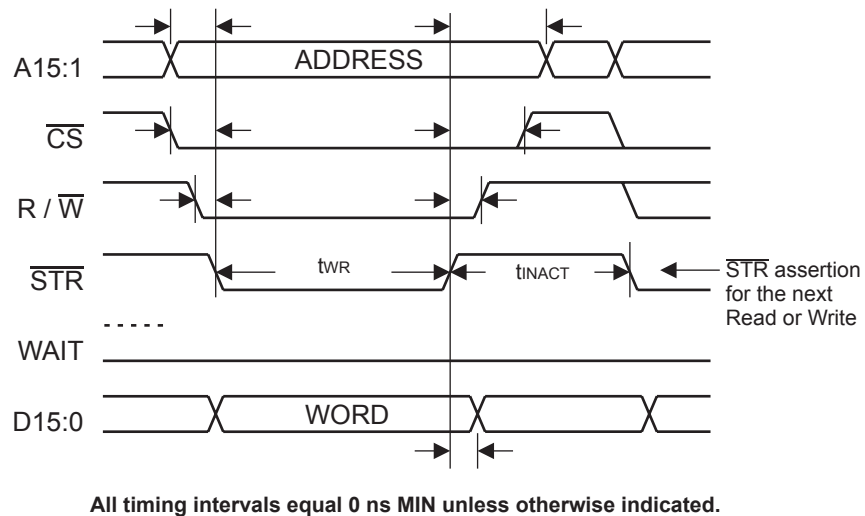 A15:1
ADDRESS
CS
R / W
STR
tWR
tINACT
STR assertion
for the next
Read or Write
WAIT
D15:0
WORD
All timing intervals equal 0 ns MIN unless otherwise indicated.